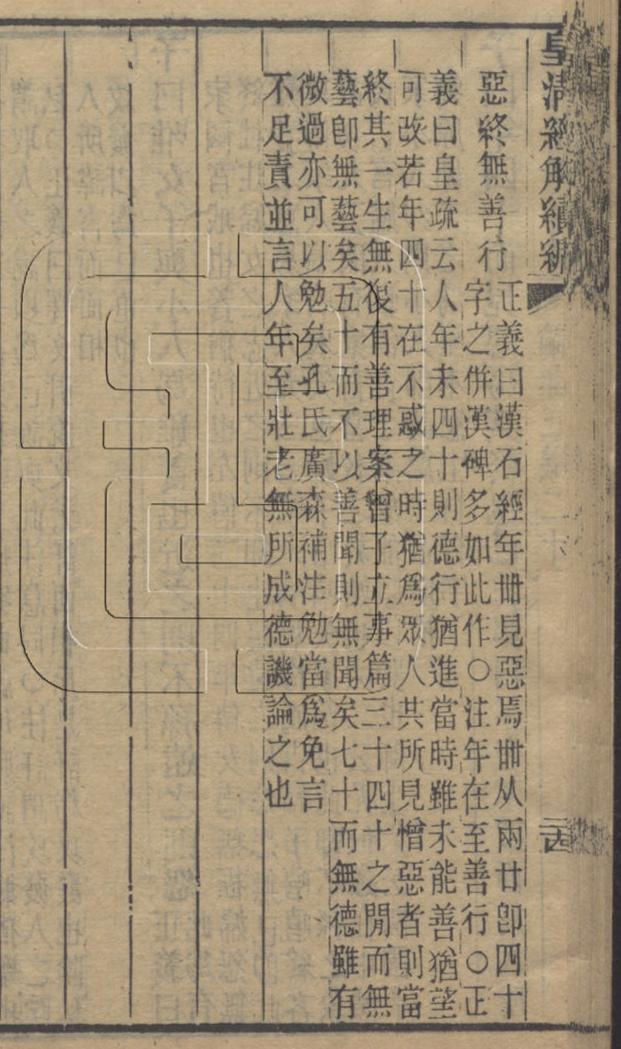 皇清經解續編
惡終無善行
正義曰漢石經年卌見惡焉卌从兩廿卽四十
字之併漢碑多如此作○注年在至善行○正
義曰皇疏云人年未四十則德行猶進當時雖未能善猶望
可改若年四十在不惑之時猶爲眾人共所見憎惡者則當
終其一生無復有善理案曾子立事篇三十四十之閒而無
藝卽無藝矣五十而不以善聞則無聞矣七十而無德雖有
微過亦可以勉矣孔氏廣森補注勉當爲免言
不足責並言人年至壯老無所成德譏論之也